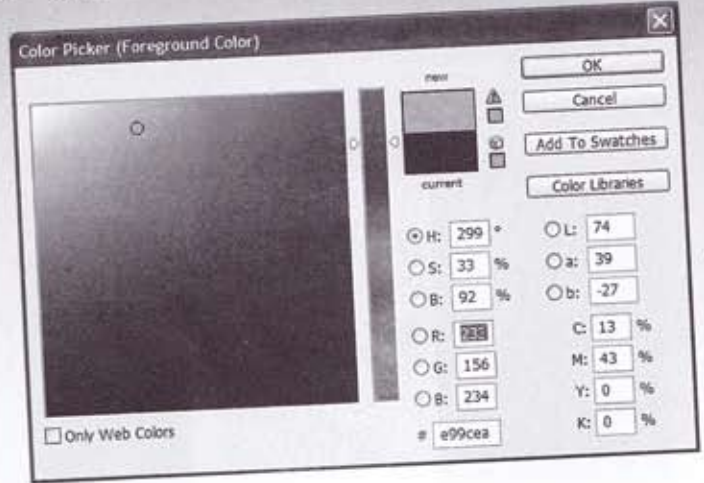 Color Picker (Foreground Color)
new
current
OK
Cancel
Add To Swatches
Color Libraries
H: 299 °
S: 33 %
B: 92 %
R: 233
G: 156
B: 234
# e99cea
L: 74
a: 39
b: -27
C: 13 %
M: 43 %
Y: 0 %
K: 0 %
Only Web Colors